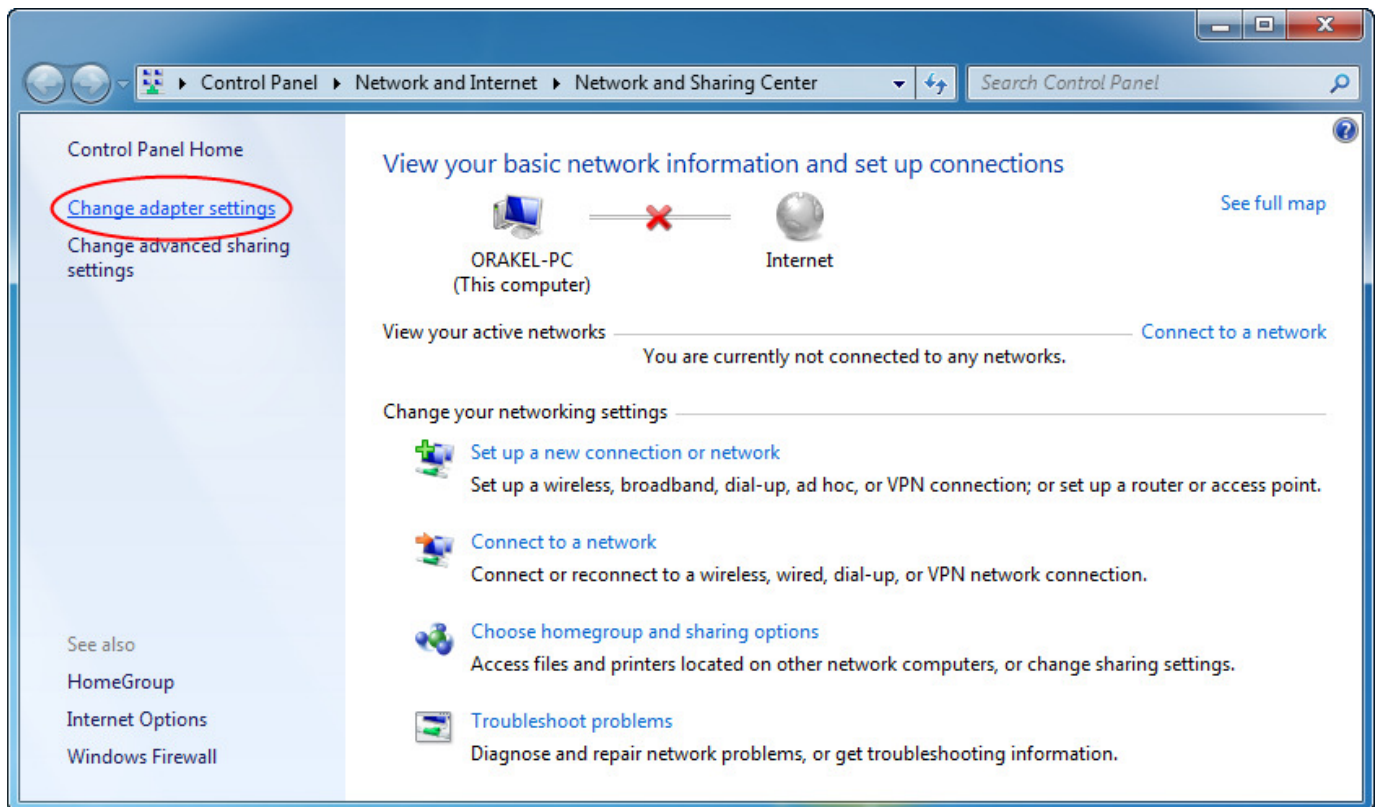 Control Panel ▸ Network and Internet ▸ Network and Sharing Center
Search Control Panel
Control Panel Home
Change adapter settings
Change advanced sharing
settings
See also
HomeGroup
Internet Options
Windows Firewall
View your basic network information and set up connections
See full map
ORAKEL-PC
(This computer)
Internet
View your active networks
Connect to a network
You are currently not connected to any networks.
Change your networking settings
Set up a new connection or network
Set up a wireless, broadband, dial-up, ad hoc, or VPN connection; or set up a router or access point.
Connect to a network
Connect or reconnect to a wireless, wired, dial-up, or VPN network connection.
Choose homegroup and sharing options
Access files and printers located on other network computers, or change sharing settings.
Troubleshoot problems
Diagnose and repair network problems, or get troubleshooting information.